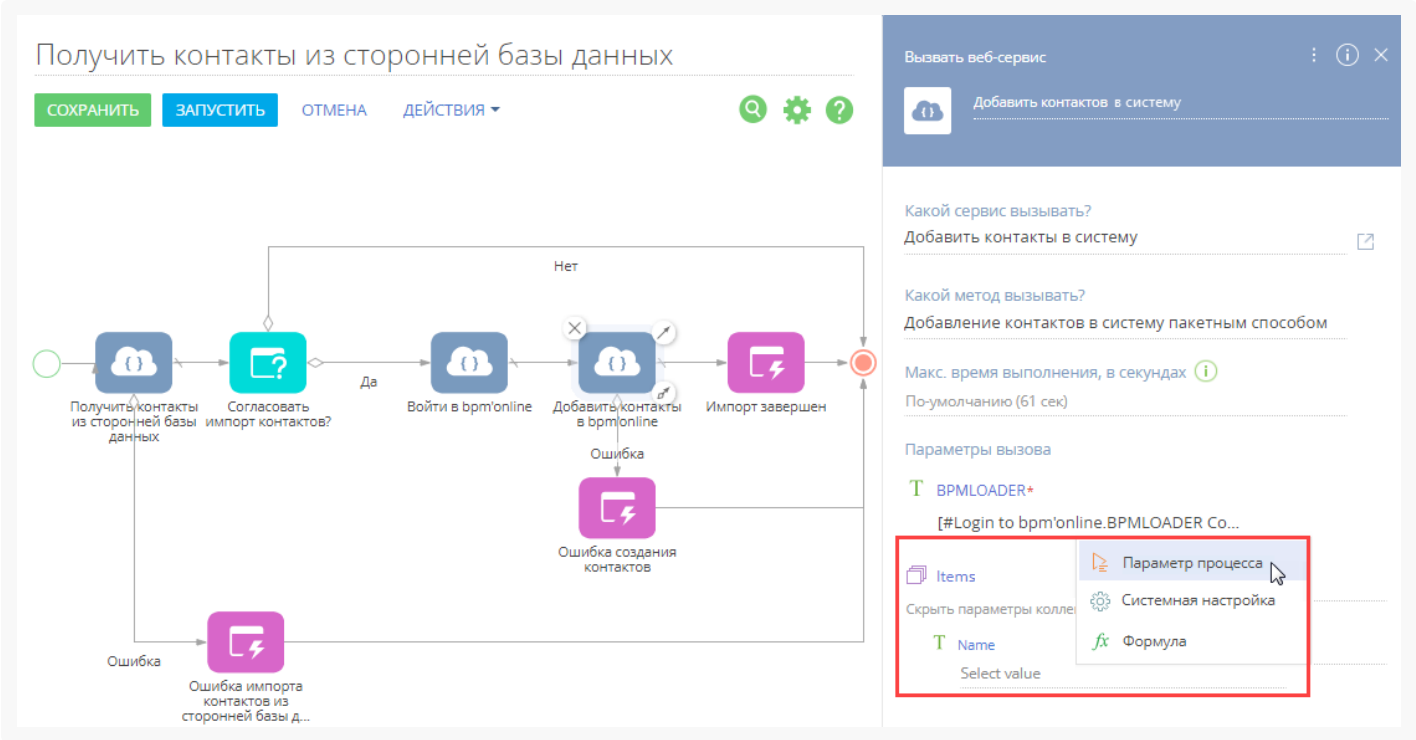 Получить контакты из сторонней базы данных
СОХРАНИТЬ
ЗАПУСТИТЬ
ОТМЕНА
ДЕЙСТВИЯ
Нет
Да
Получить контакты
из сторонней базы
данных
Согласовать
импорт контактов?
Войти в bpm'online
Добавить контакты
в bpm'online
Импорт завершен
Ошибка
Ошибка создания
контактов
Ошибка
Ошибка импорта
контактов из
сторонней базы д...
Вызвать веб-сервис
Добавить контактов в систему
Какой сервис вызывать?
Добавить контакты в систему
Какой метод вызывать?
Добавление контактов в систему пакетным способом
Макс. время выполнения, в секундах
По-умолчанию (61 сек)
Параметры вызова
T BPMLOADER*
[#Login to bpm'online.BPMLOADER Co...
Items
Скрыть параметры
T Name
Select value
Параметр процесса
Системная настройка
fx Формула